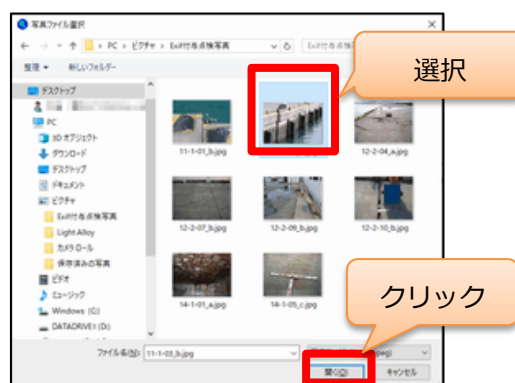 写真ファイル選択
PC > ピクチャ > Exif付き点検写真
整理 新しいフォルダー
選択
デスクトップ
PC
3D オブジェクト
ダウンロード
デスクトップ
ドキュメント
ピクチャ
Exif付き点検写真
Light Alloy
カメラロール
保存済みの写真
ビデオ
ミュージック
Windows (C:)
DATADRIVE1 (D:)
11-1-01_b.jpg
12-2-04_a.jpg
12-2-07_b.jpg
12-2-09_b.jpg
12-2-10_b.jpg
14-1-01_a.jpg
14-1-05_c.jpg
クリック
ファイル名(N):
11-1-03_b.jpg
開く(O)
キャンセル